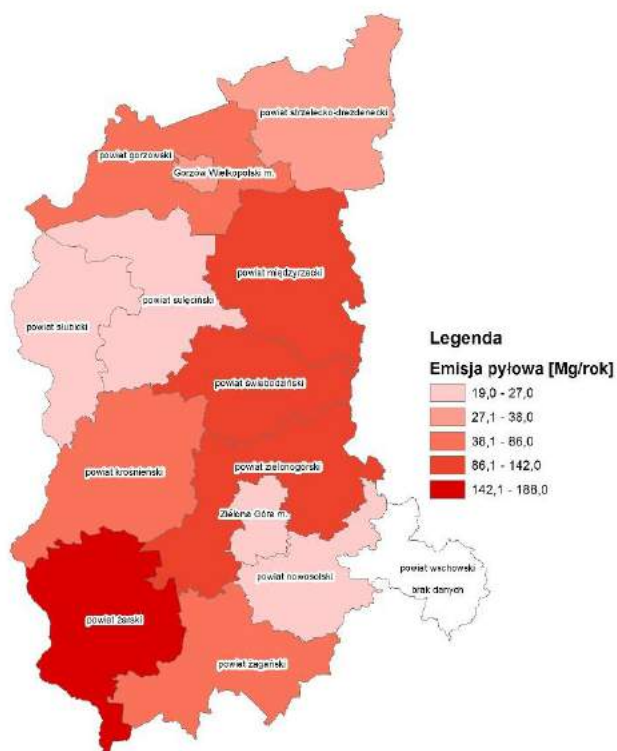 powiat strzelecko-drezdenecki
powiat gorzowski
Gorzów Wielkopolski m.
powiat międzyrzecki
powiat sulęciński
powiat słubicki
powiat świebodziński
powiat zielonogórski
powiat krośnieński
Zielona Góra m.
powiat nowosolski
powiat wschowski
brak danych
powiat żarski
powiat żagański
Legenda
Emisja pyłowa [Mg/rok]
19,0 - 27,0
27,1 - 38,0
38,1 - 86,0
86,1 - 142,0
142,1 - 188,0